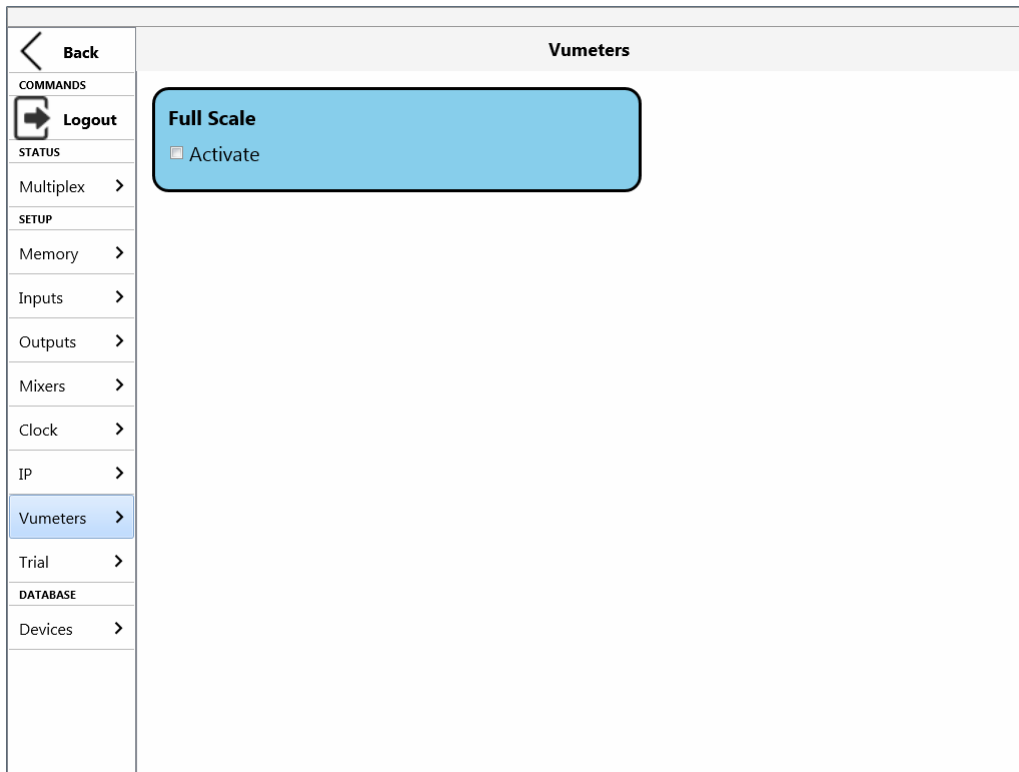 Back
Vumeters
COMMANDS
Logout
Full Scale
Activate
STATUS
Multiplex
SETUP
Memory
Inputs
Outputs
Mixers
Clock
IP
Vumeters
Trial
DATABASE
Devices